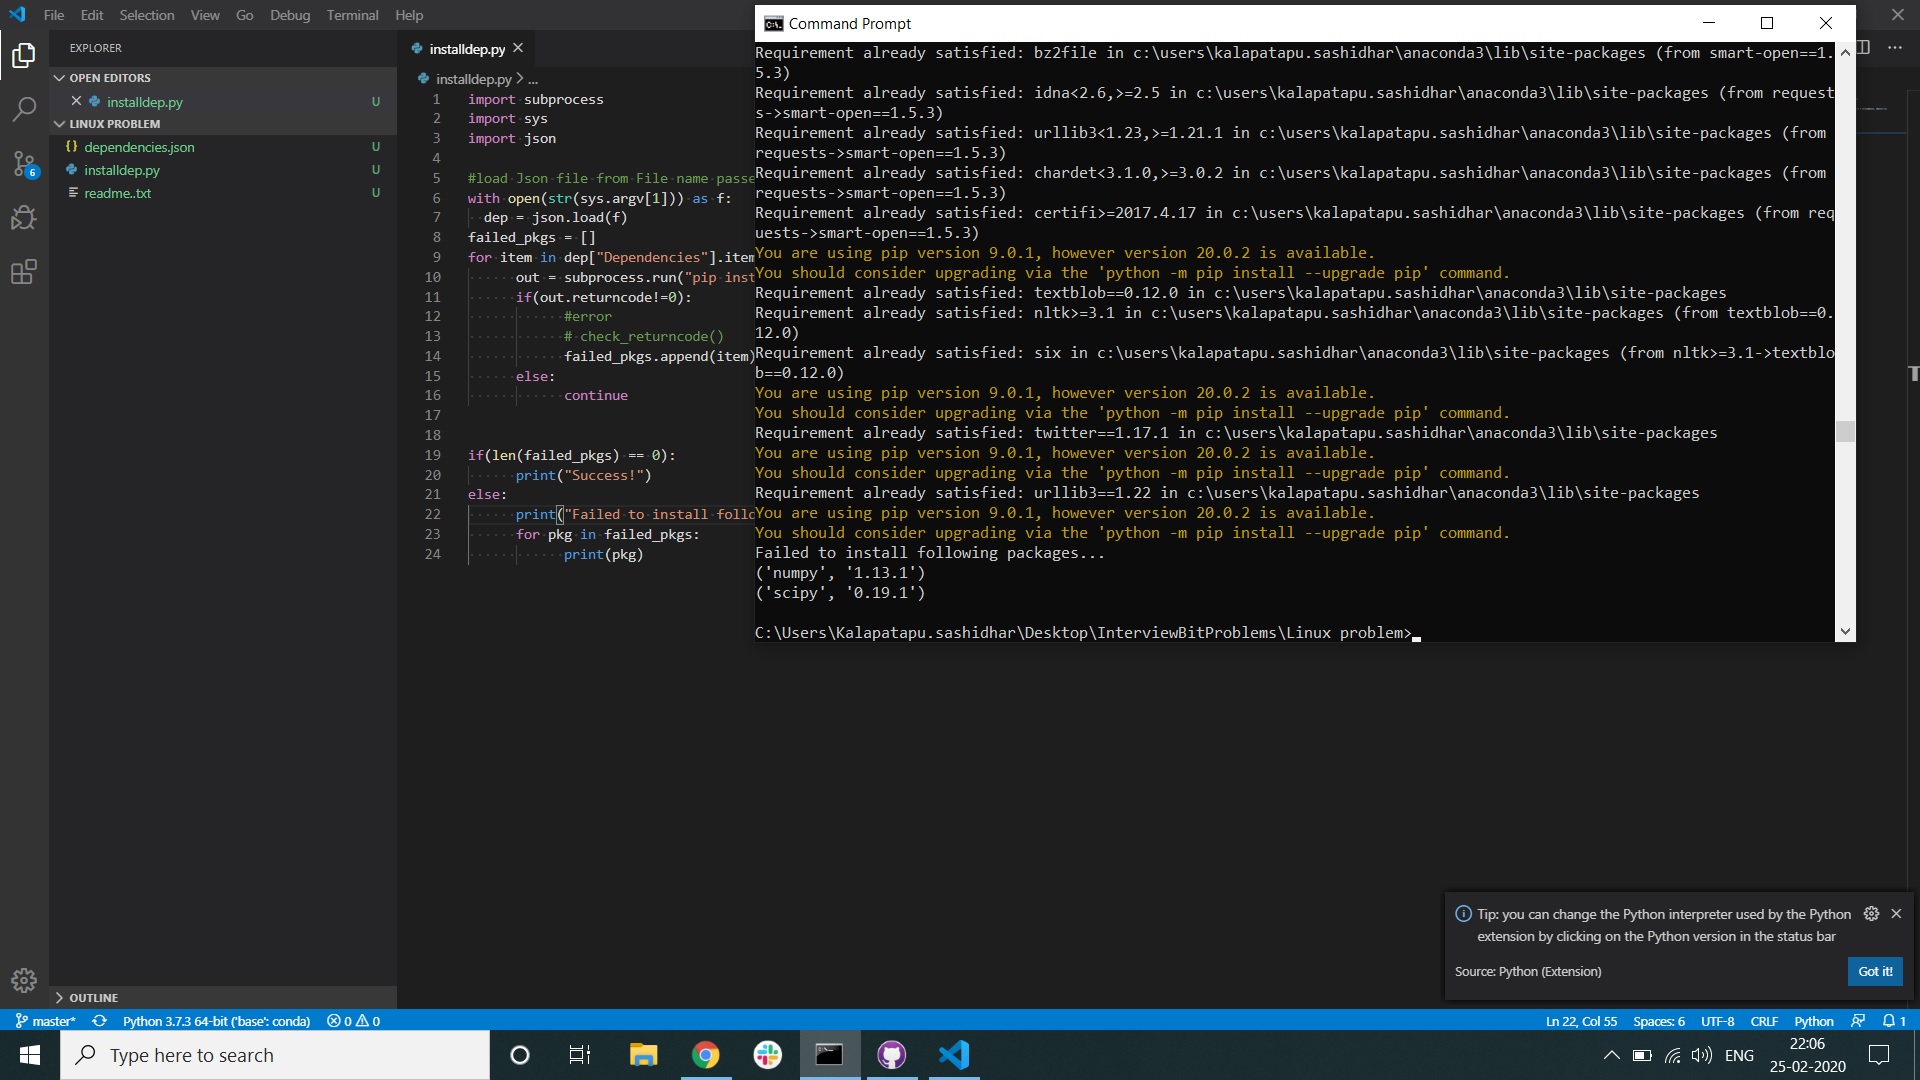 File Edit Selection View Go Debug Terminal Help
EXPLORER
OPEN EDITORS
installdep.py U
LINUX PROBLEM
dependencies.json U
installdep.py U
readme..txt U
6
OUTLINE
installdep.py
installdep.py > ...
1 import subprocess
2 import sys
3 import json
4
5 #load Json file from File name passe
6 with open(str(sys.argv[1])) as f:
7 dep = json.load(f)
8 failed_pkgs = []
9 for item in dep["Dependencies"].item
10 out = subprocess.run("pip inst
11 if(out.returncode!=0):
12 #error
13 # check_returncode()
14 failed_pkgs.append(item)
15 else:
16 continue
17
18
19 if(len(failed_pkgs) == 0):
20 print("Success!")
21 else:
22 print("Failed to install follo
23 for pkg in failed_pkgs:
24 print(pkg)
Command Prompt
Requirement already satisfied: bz2file in c:\users\kalapatapu.sashidhar\anaconda3\lib\site-packages (from smart-open==1.
5.3)
Requirement already satisfied: idna<2.6,>=2.5 in c:\users\kalapatapu.sashidhar\anaconda3\lib\site-packages (from request
s->smart-open==1.5.3)
Requirement already satisfied: urllib3<1.23,>=1.21.1 in c:\users\kalapatapu.sashidhar\anaconda3\lib\site-packages (from
requests->smart-open==1.5.3)
Requirement already satisfied: chardet<3.1.0,>=3.0.2 in c:\users\kalapatapu.sashidhar\anaconda3\lib\site-packages (from
requests->smart-open==1.5.3)
Requirement already satisfied: certifi>=2017.4.17 in c:\users\kalapatapu.sashidhar\anaconda3\lib\site-packages (from req
uests->smart-open==1.5.3)
You are using pip version 9.0.1, however version 20.0.2 is available.
You should consider upgrading via the 'python -m pip install --upgrade pip' command.
Requirement already satisfied: textblob==0.12.0 in c:\users\kalapatapu.sashidhar\anaconda3\lib\site-packages
Requirement already satisfied: nltk>=3.1 in c:\users\kalapatapu.sashidhar\anaconda3\lib\site-packages (from textblob==0.
12.0)
Requirement already satisfied: six in c:\users\kalapatapu.sashidhar\anaconda3\lib\site-packages (from nltk>=3.1->textblo
b==0.12.0)
You are using pip version 9.0.1, however version 20.0.2 is available.
You should consider upgrading via the 'python -m pip install --upgrade pip' command.
Requirement already satisfied: twitter==1.17.1 in c:\users\kalapatapu.sashidhar\anaconda3\lib\site-packages
You are using pip version 9.0.1, however version 20.0.2 is available.
You should consider upgrading via the 'python -m pip install --upgrade pip' command.
Requirement already satisfied: urllib3==1.22 in c:\users\kalapatapu.sashidhar\anaconda3\lib\site-packages
You are using pip version 9.0.1, however version 20.0.2 is available.
You should consider upgrading via the 'python -m pip install --upgrade pip' command.
Failed to install following packages...
('numpy', '1.13.1')
('scipy', '0.19.1')
C:\Users\Kalapatapu.sashidhar\Desktop\InterviewBitProblems\Linux problem>
Tip: you can change the Python interpreter used by the Python
extension by clicking on the Python version in the status bar
Source: Python (Extension)
Got it!
master* Python 3.7.3 64-bit ('base': conda) 0 0 Ln 22, Col 55 Spaces: 6 UTF-8 CRLF Python 1
Type here to search
ENG
22:06
25-02-2020